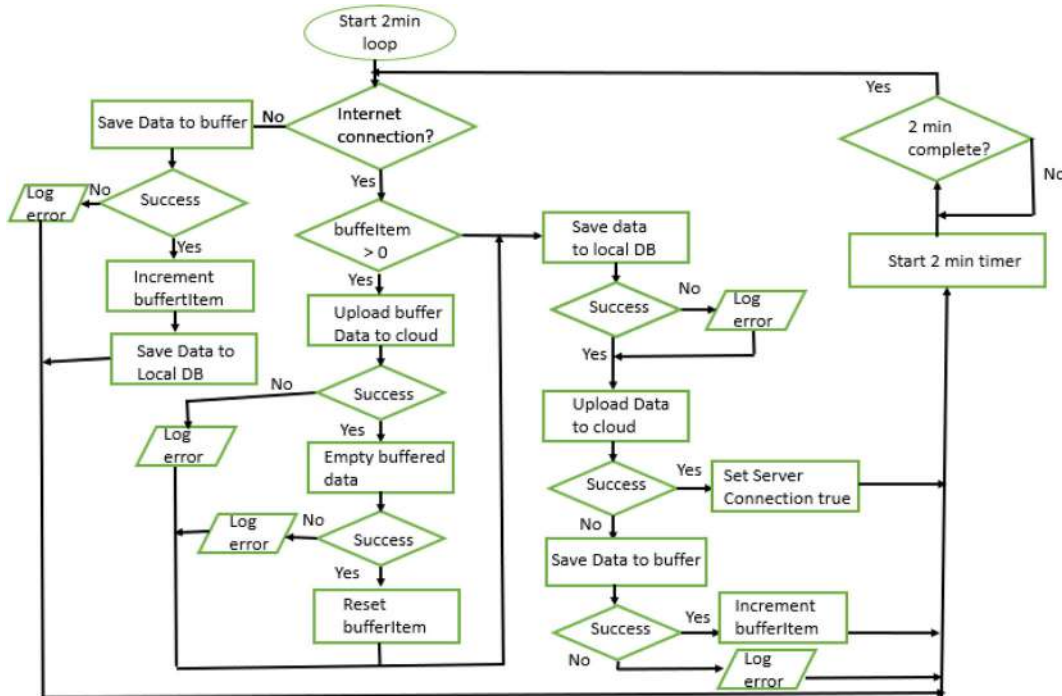 Start 2min
loop
Yes
Internet
connection?
No
Save Data to buffer
2 min
complete?
No
Success
No
Log
error
Yes
Yes
buffeItem
> 0
Save data
to local DB
Start 2 min timer
Increment
buffertItem
Yes
Upload buffer
Data to cloud
Success
No
Log
error
Save Data to
Local DB
Yes
No
Success
Upload Data
to cloud
Log
error
Yes
Empty buffered
data
Success
Yes
Set Server
Connection true
Log
error
No
Success
No
Save Data to buffer
Yes
Reset
bufferItem
Success
Yes
Increment
bufferItem
No
Log
error